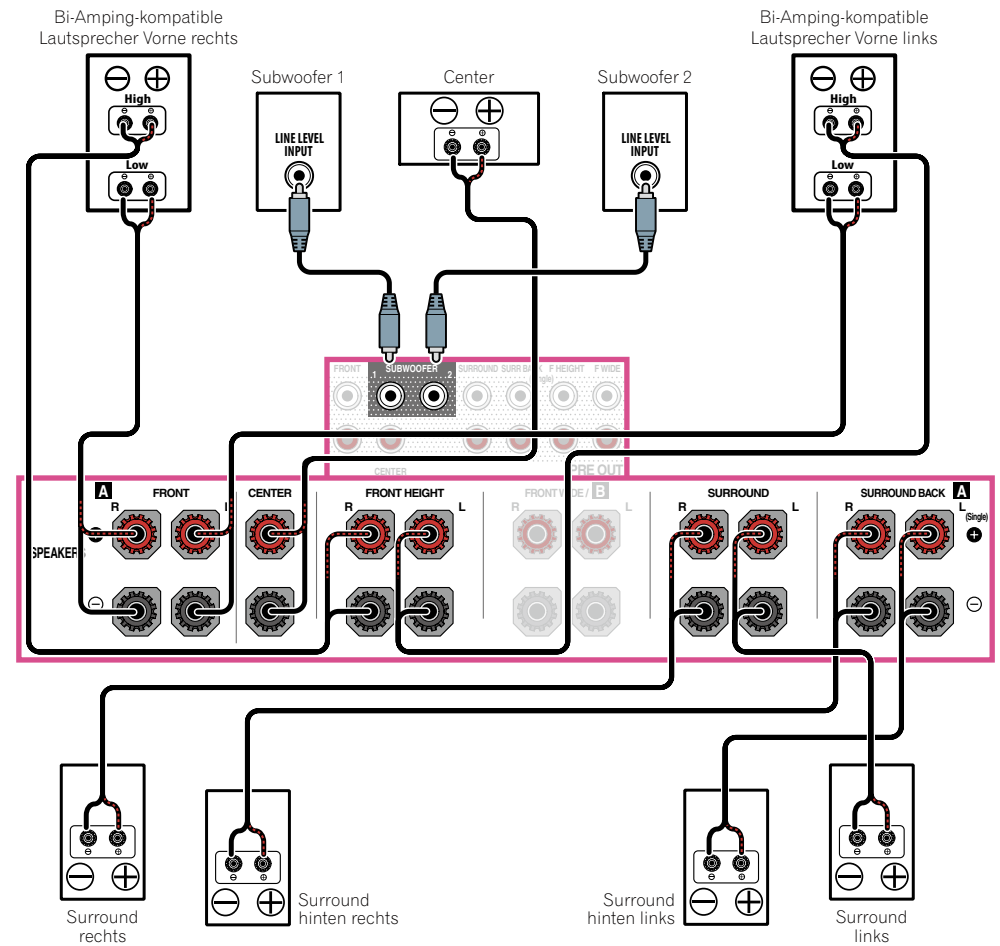 Bi-Amping-kompatible
Lautsprecher Vorne rechts
Bi-Amping-kompatible
Lautsprecher Vorne links
Subwoofer 1
Center
Subwoofer 2
High
Low
LINE LEVEL
INPUT
LINE LEVEL
INPUT
High
Low
FRONT
SUBWOOFER
1
2
SURROUND
SURR BACK
F HEIGHT
F WIDE
CENTER
PRE OUT
SPEAKERS
A
FRONT
R
CENTER
FRONT HEIGHT
R
L
FRONT WIDE / B
R
L
SURROUND
R
L
SURROUND BACK A
R
L
(Single)
Surround
rechts
Surround
hinten rechts
Surround
hinten links
Surround
links